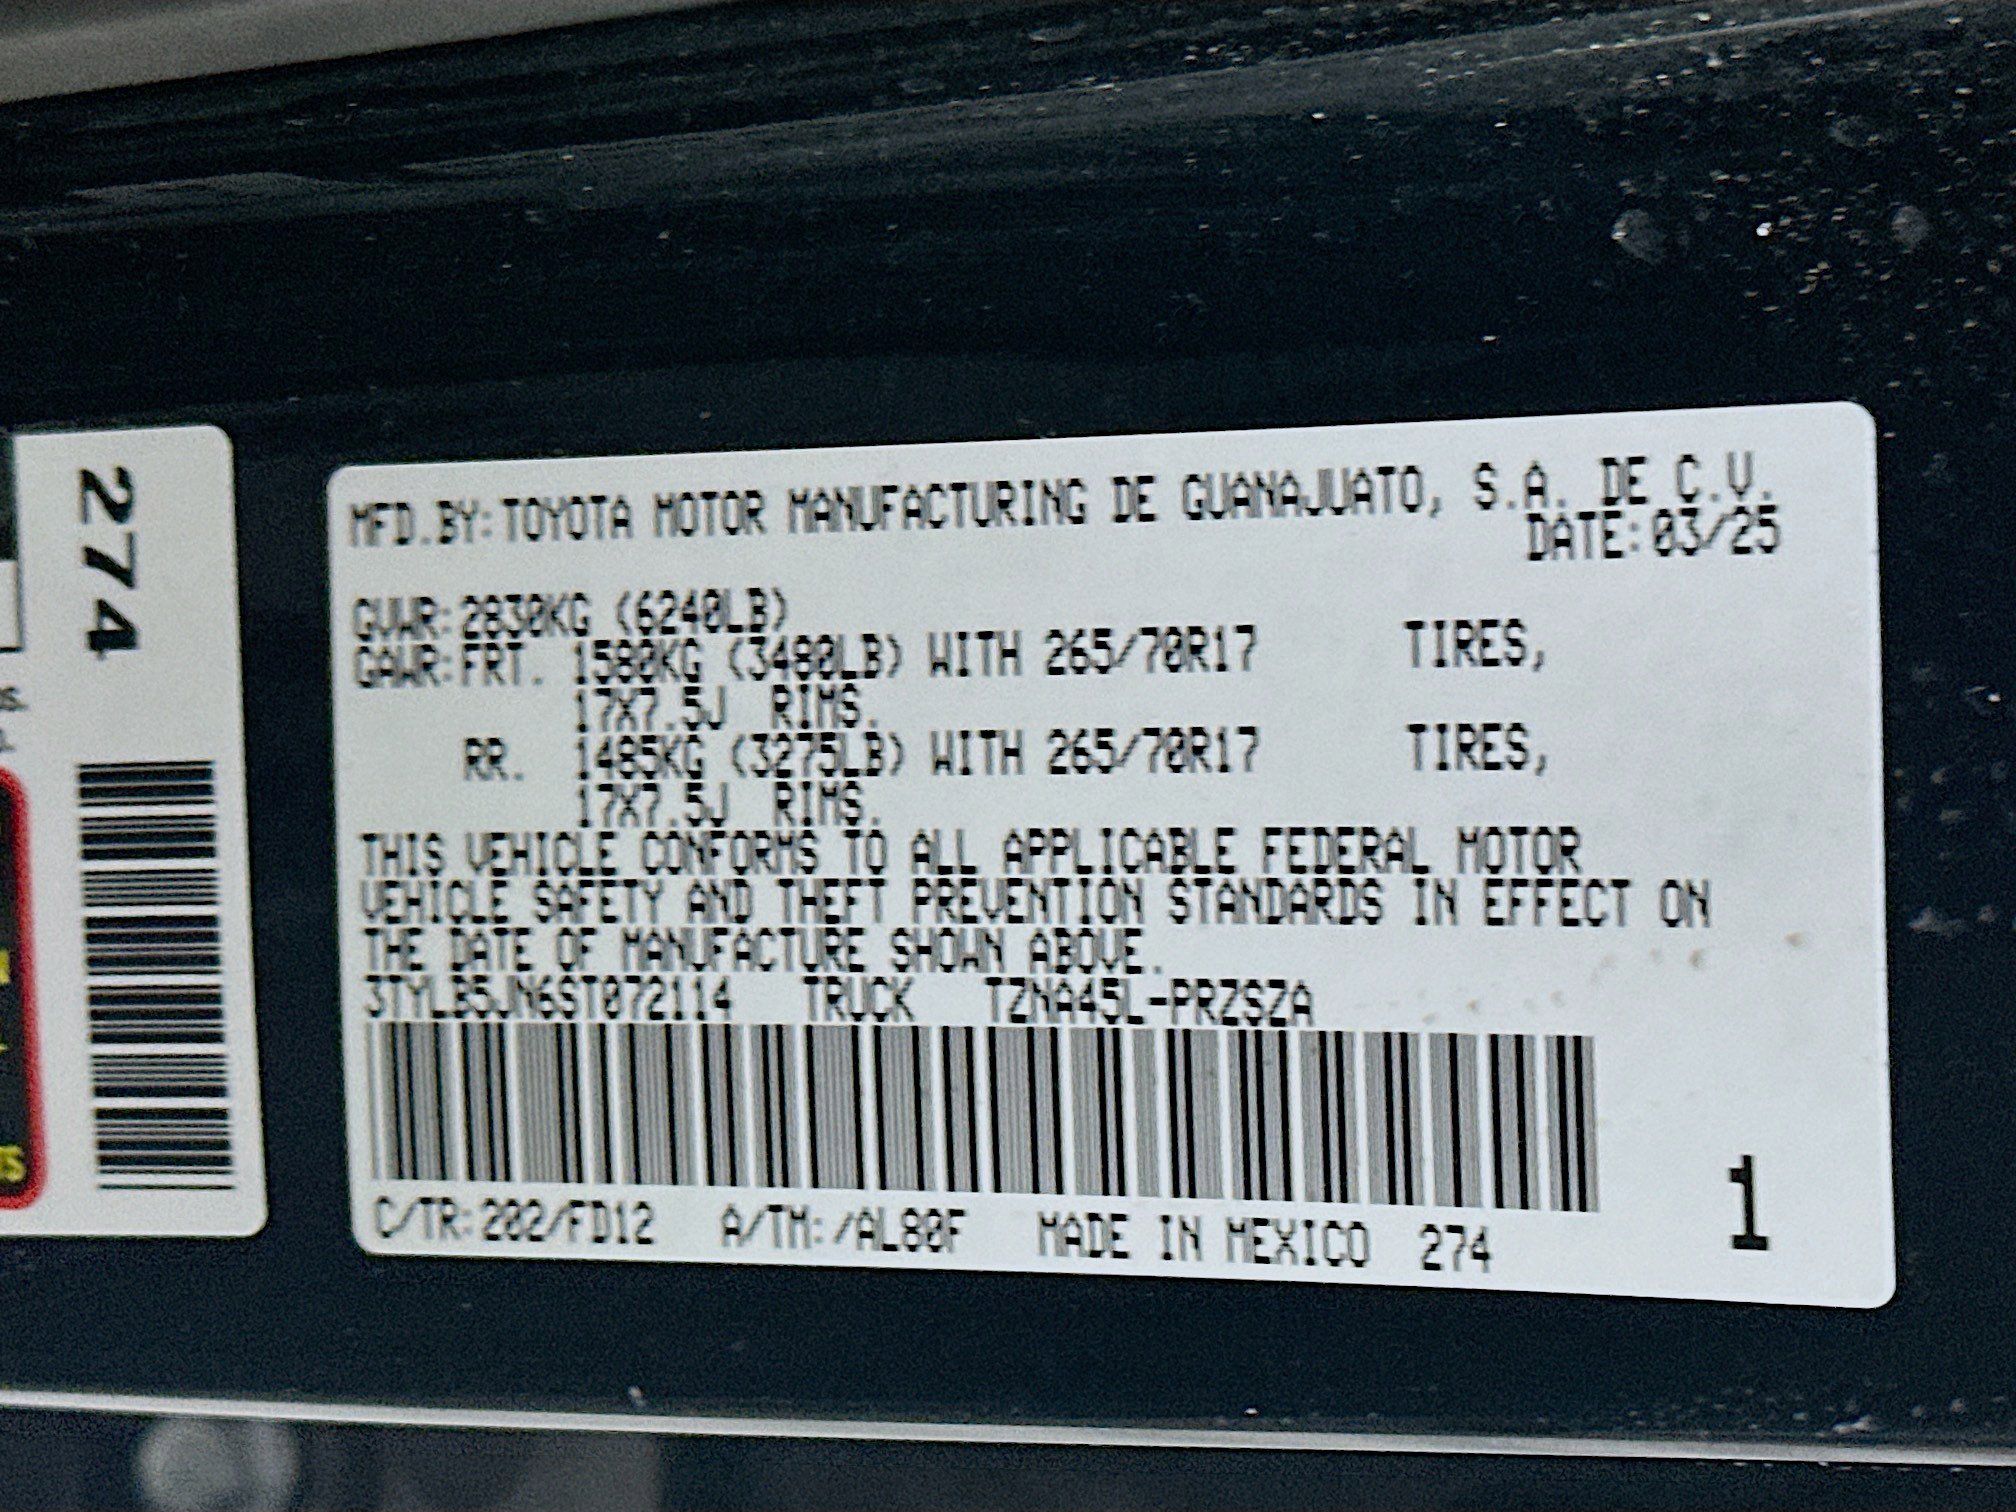 274
MFD.BY:TOYOTA MOTOR MANUFACTURING DE GUANAJUATO, S.A. DE C.V.
DATE:03/25
GVWR:2830KG (6240LB)
GAWR:FRT. 1580KG (3480LB) WITH 265/70R17 TIRES,
17X7.5J RIMS.
RR. 1485KG (3275LB) WITH 265/70R17 TIRES,
17X7.5J RIMS.
THIS VEHICLE CONFORMS TO ALL APPLICABLE FEDERAL MOTOR
VEHICLE SAFETY AND THEFT PREVENTION STANDARDS IN EFFECT ON
THE DATE OF MANUFACTURE SHOWN ABOVE.
3TYLB5JN6ST072114 TRUCK TZNA45L-PRZSZA
C/TR:202/FD12 A/TM:/AL80F MADE IN MEXICO 274
1